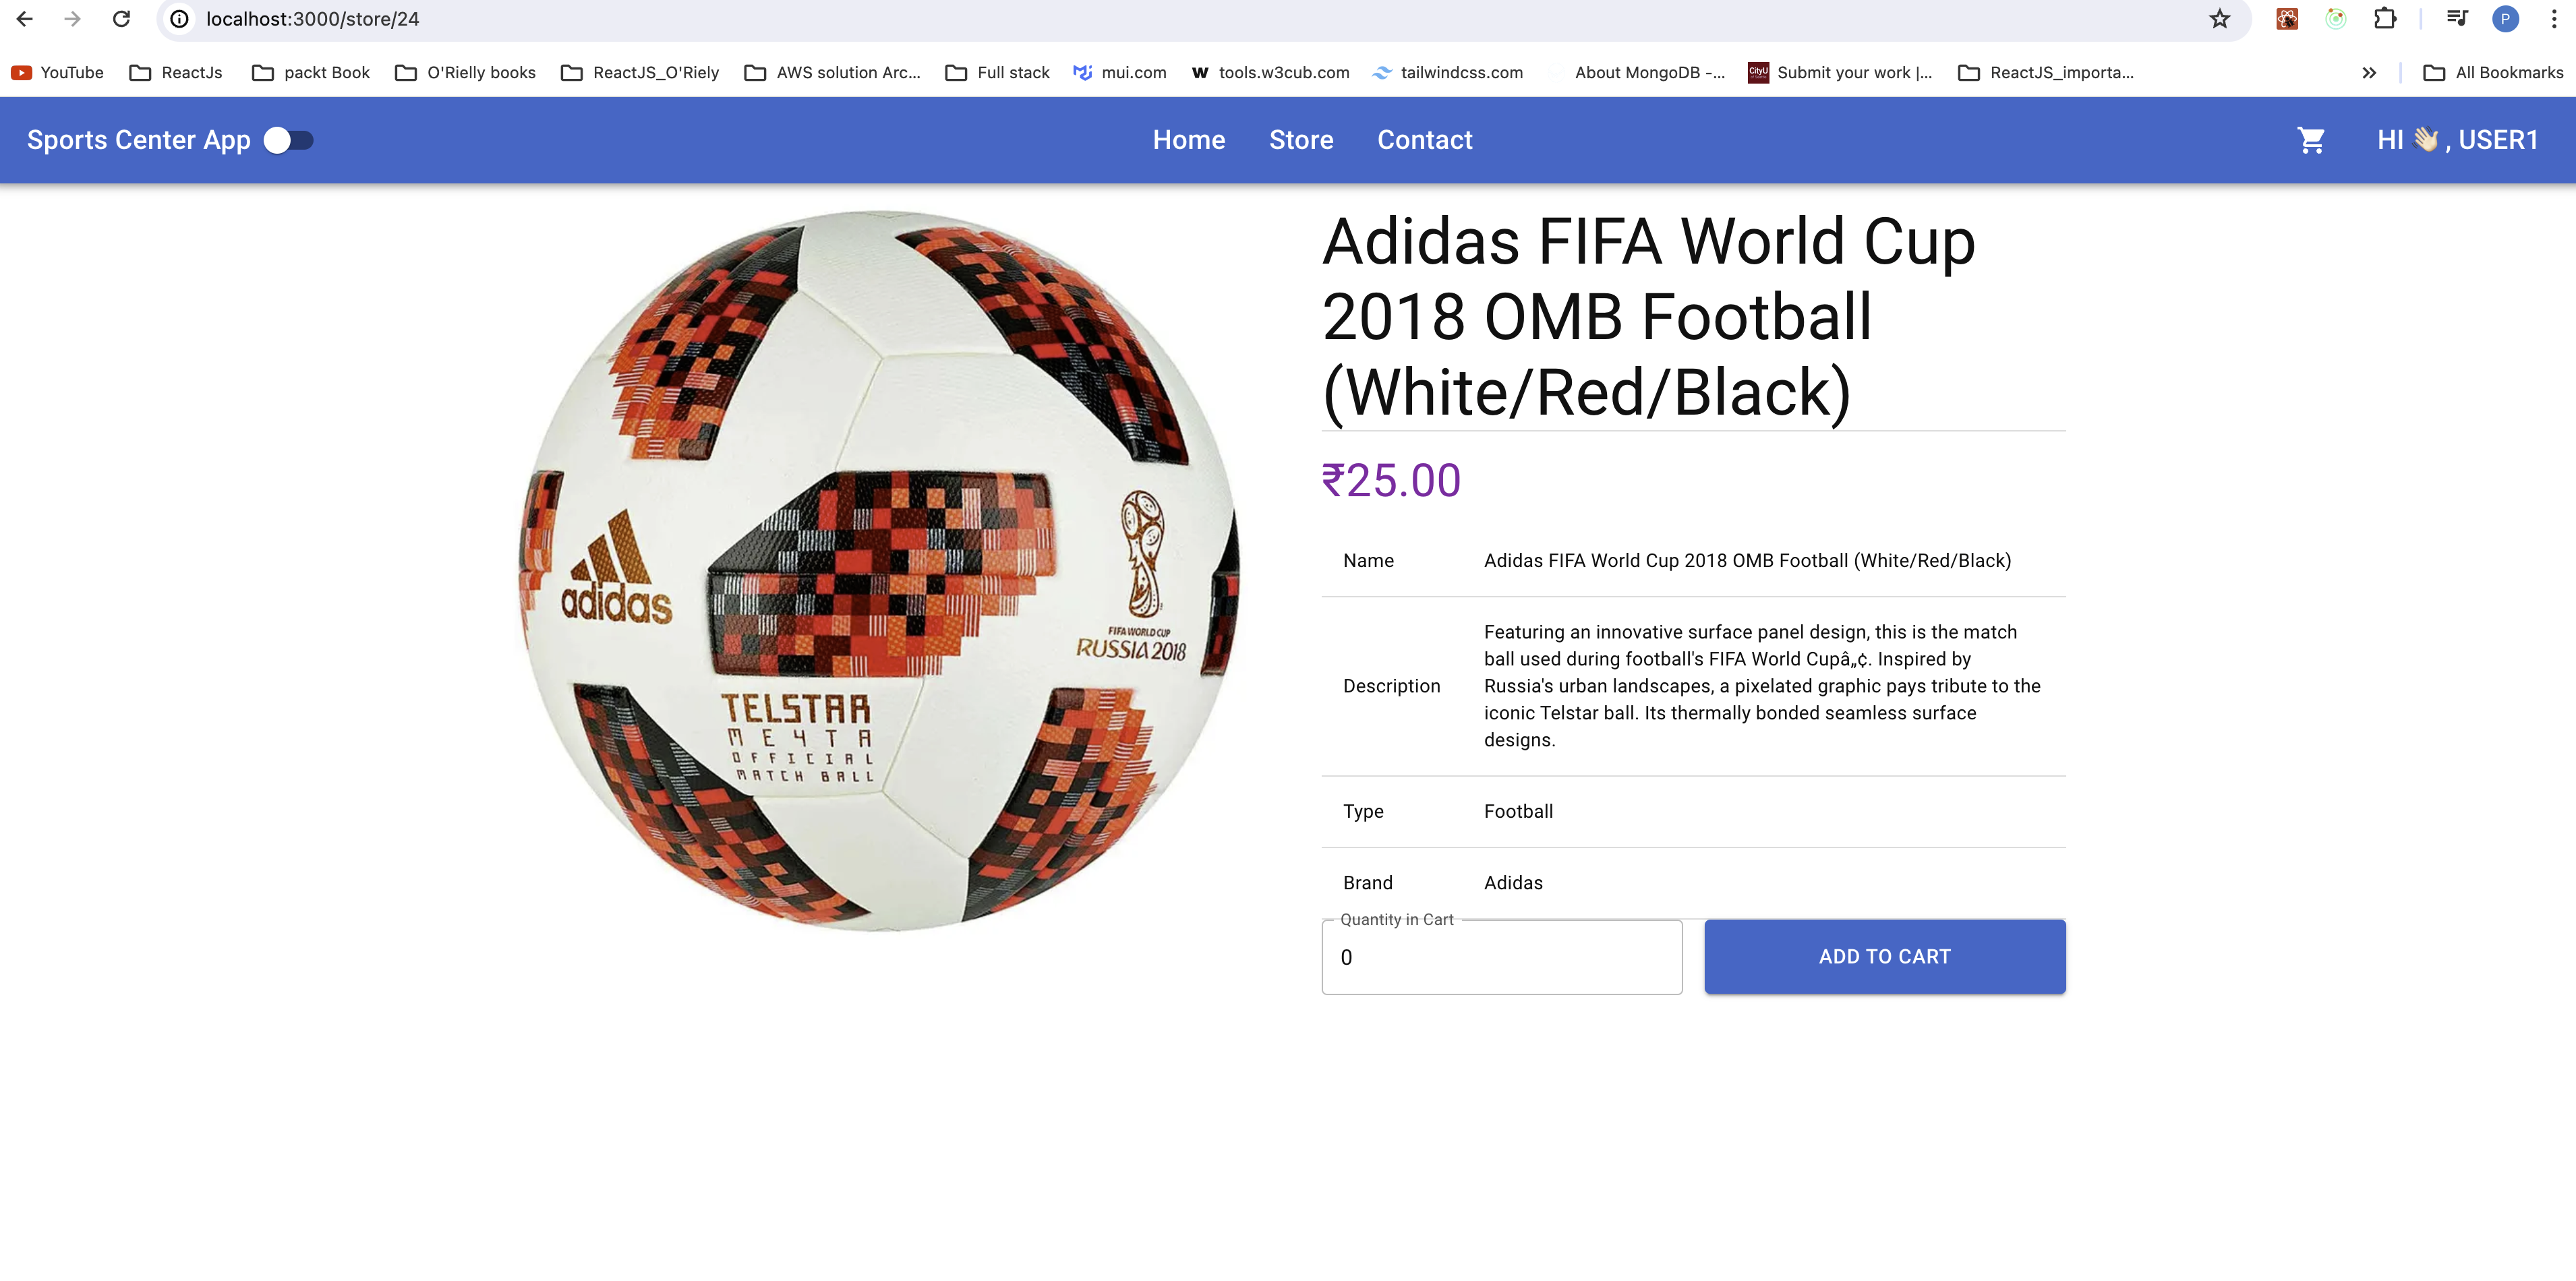 localhost:3000/store/24
YouTube ReactJs packt Book O'Rielly books ReactJS_O'Riely AWS solution Arc... Full stack mui.com W tools.w3cub.com tailwindcss.com About MongoDB -... CityU Submit your work |... ReactJS_importa... » All Bookmarks
P
Sports Center App Home Store Contact HI 👋🏻, USER1
Adidas FIFA World Cup
2018 OMB Football
(White/Red/Black)
₹25.00
Name Adidas FIFA World Cup 2018 OMB Football (White/Red/Black)
Description
Featuring an innovative surface panel design, this is the match
ball used during football's FIFA World Cupâ„¢. Inspired by
Russia's urban landscapes, a pixelated graphic pays tribute to the
iconic Telstar ball. Its thermally bonded seamless surface
designs.
Type Football
Brand Adidas
Quantity in Cart
0
ADD TO CART
adidas
FIFA WORLD CUP
RUSSIA 2018
TELSTAR
МЕЧТА
OFFICIAL
MATCH BALL